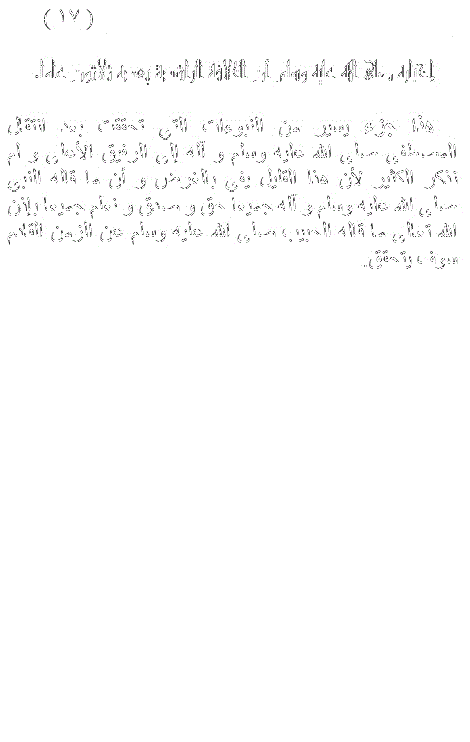 (١٧)
صلى الله عليه وسلم أن الخلافة الراشدة بعده ثلاثون عاما.
هذا جزء يسير من النبوءات التي تحققت بعد انتقال
المصطفى صلى الله عليه وسلم و آله إلى الرفيق الأعلى و لم
نذكر الكثير لأن هذا القليل يفي بالغرض و أن ما قاله النبي
صلى الله عليه وسلم و آله جميعا حق و صدق و نعلم جميعا بإذن
الله تعالى ما قاله الحبيب صلى الله عليه وسلم عن الزمن القادم
سوف يتحقق.